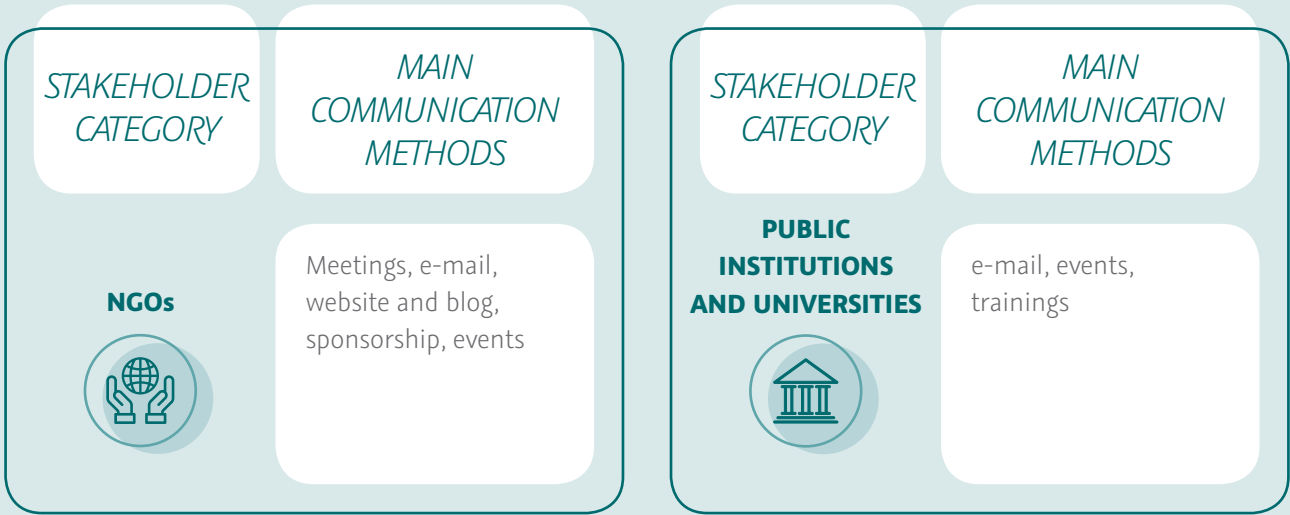 STAKEHOLDER
CATEGORY
MAIN
COMMUNICATION
METHODS
NGOs
Meetings, e-mail,
website and blog,
sponsorship, events
STAKEHOLDER
CATEGORY
MAIN
COMMUNICATION
METHODS
PUBLIC
INSTITUTIONS
AND UNIVERSITIES
e-mail, events,
trainings